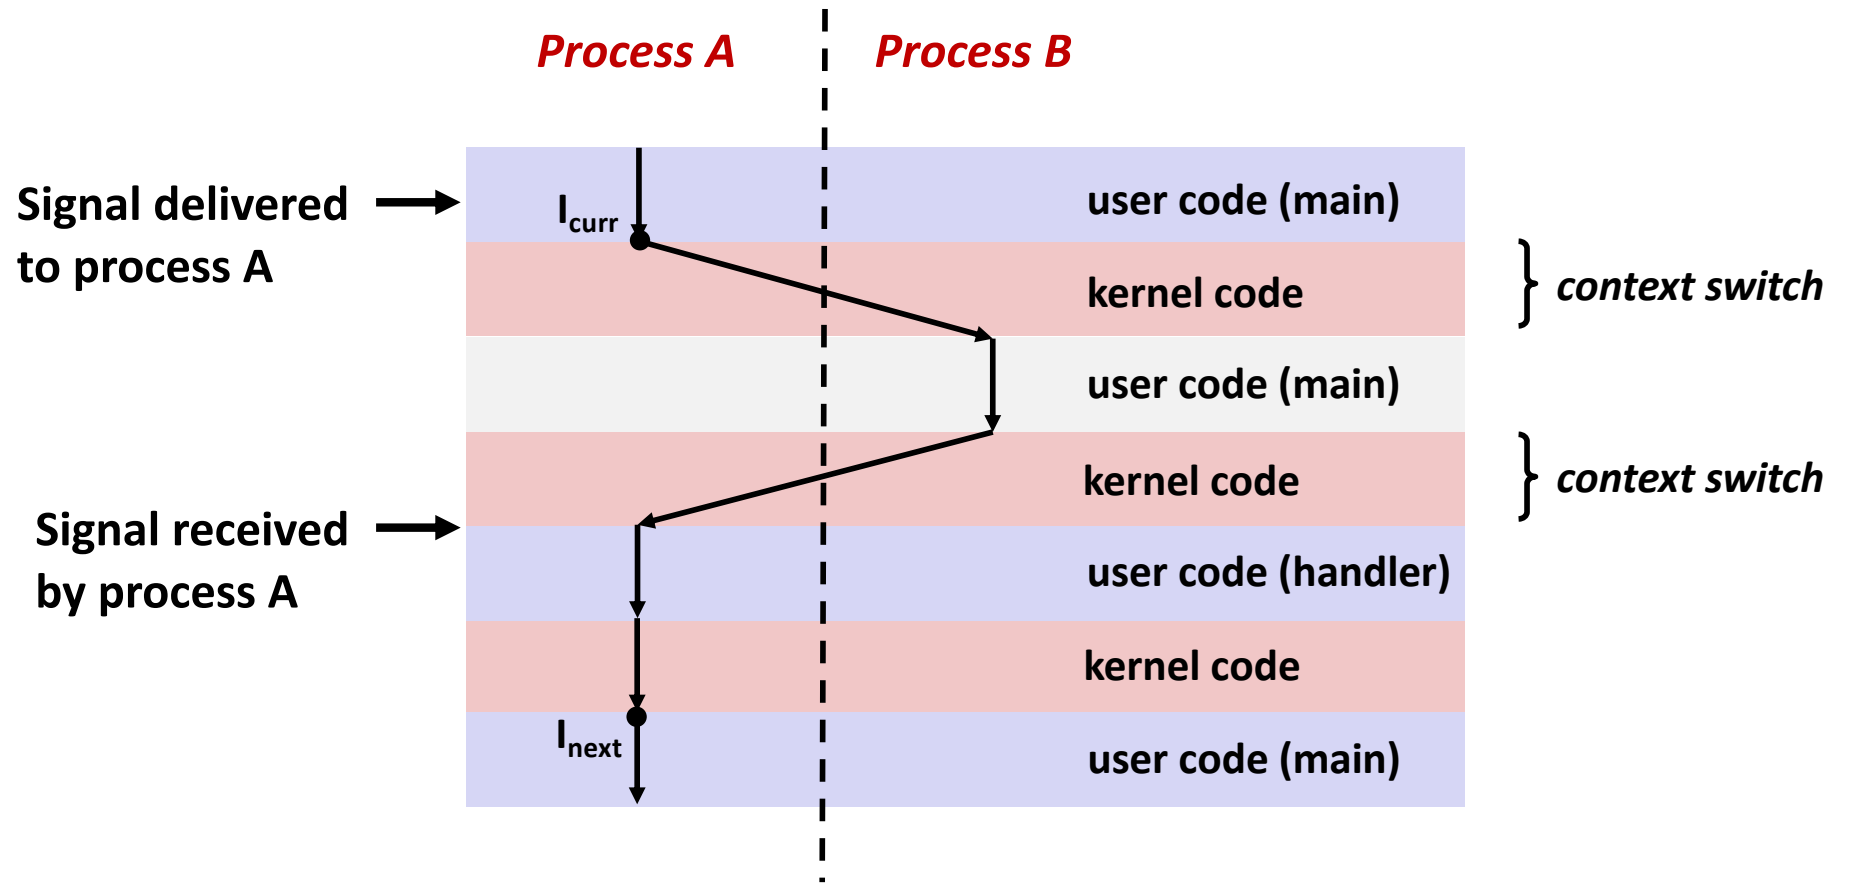 Process A
Process B
Signal delivered
to process A
Icurr
user code (main)
kernel code
context switch
user code (main)
kernel code
context switch
Signal received
by process A
user code (handler)
kernel code
Inext
user code (main)